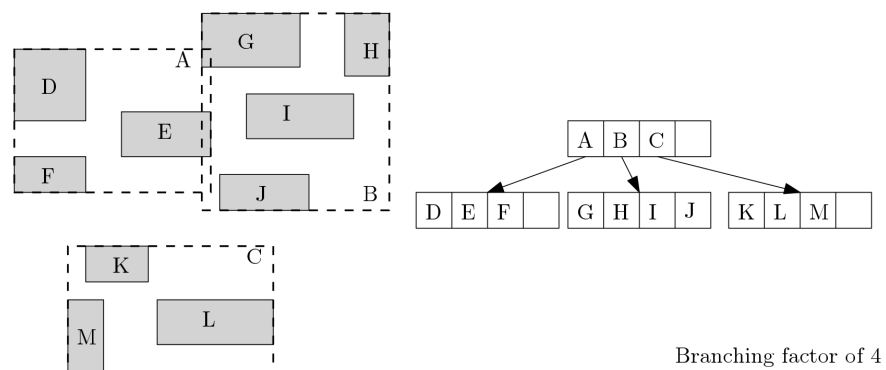 G
H
A
D
I
A B C
E
F
J
B
D E F
G H I J
K L M
C
K
L
M
Branching factor of 4